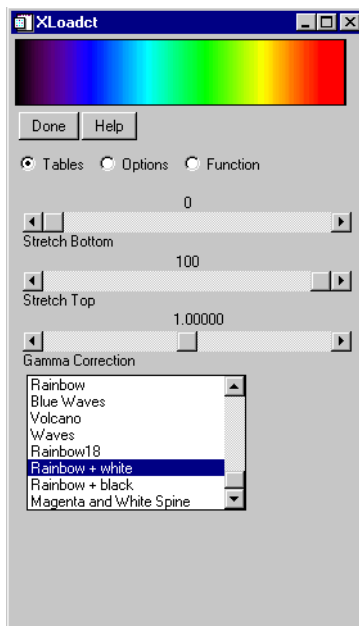 XLoadct
Done Help
Tables Options Function
0
Stretch Bottom
100
Stretch Top
1.00000
Gamma Correction
Rainbow
Blue Waves
Volcano
Waves
Rainbow18
Rainbow + white
Rainbow + black
Magenta and White Spine